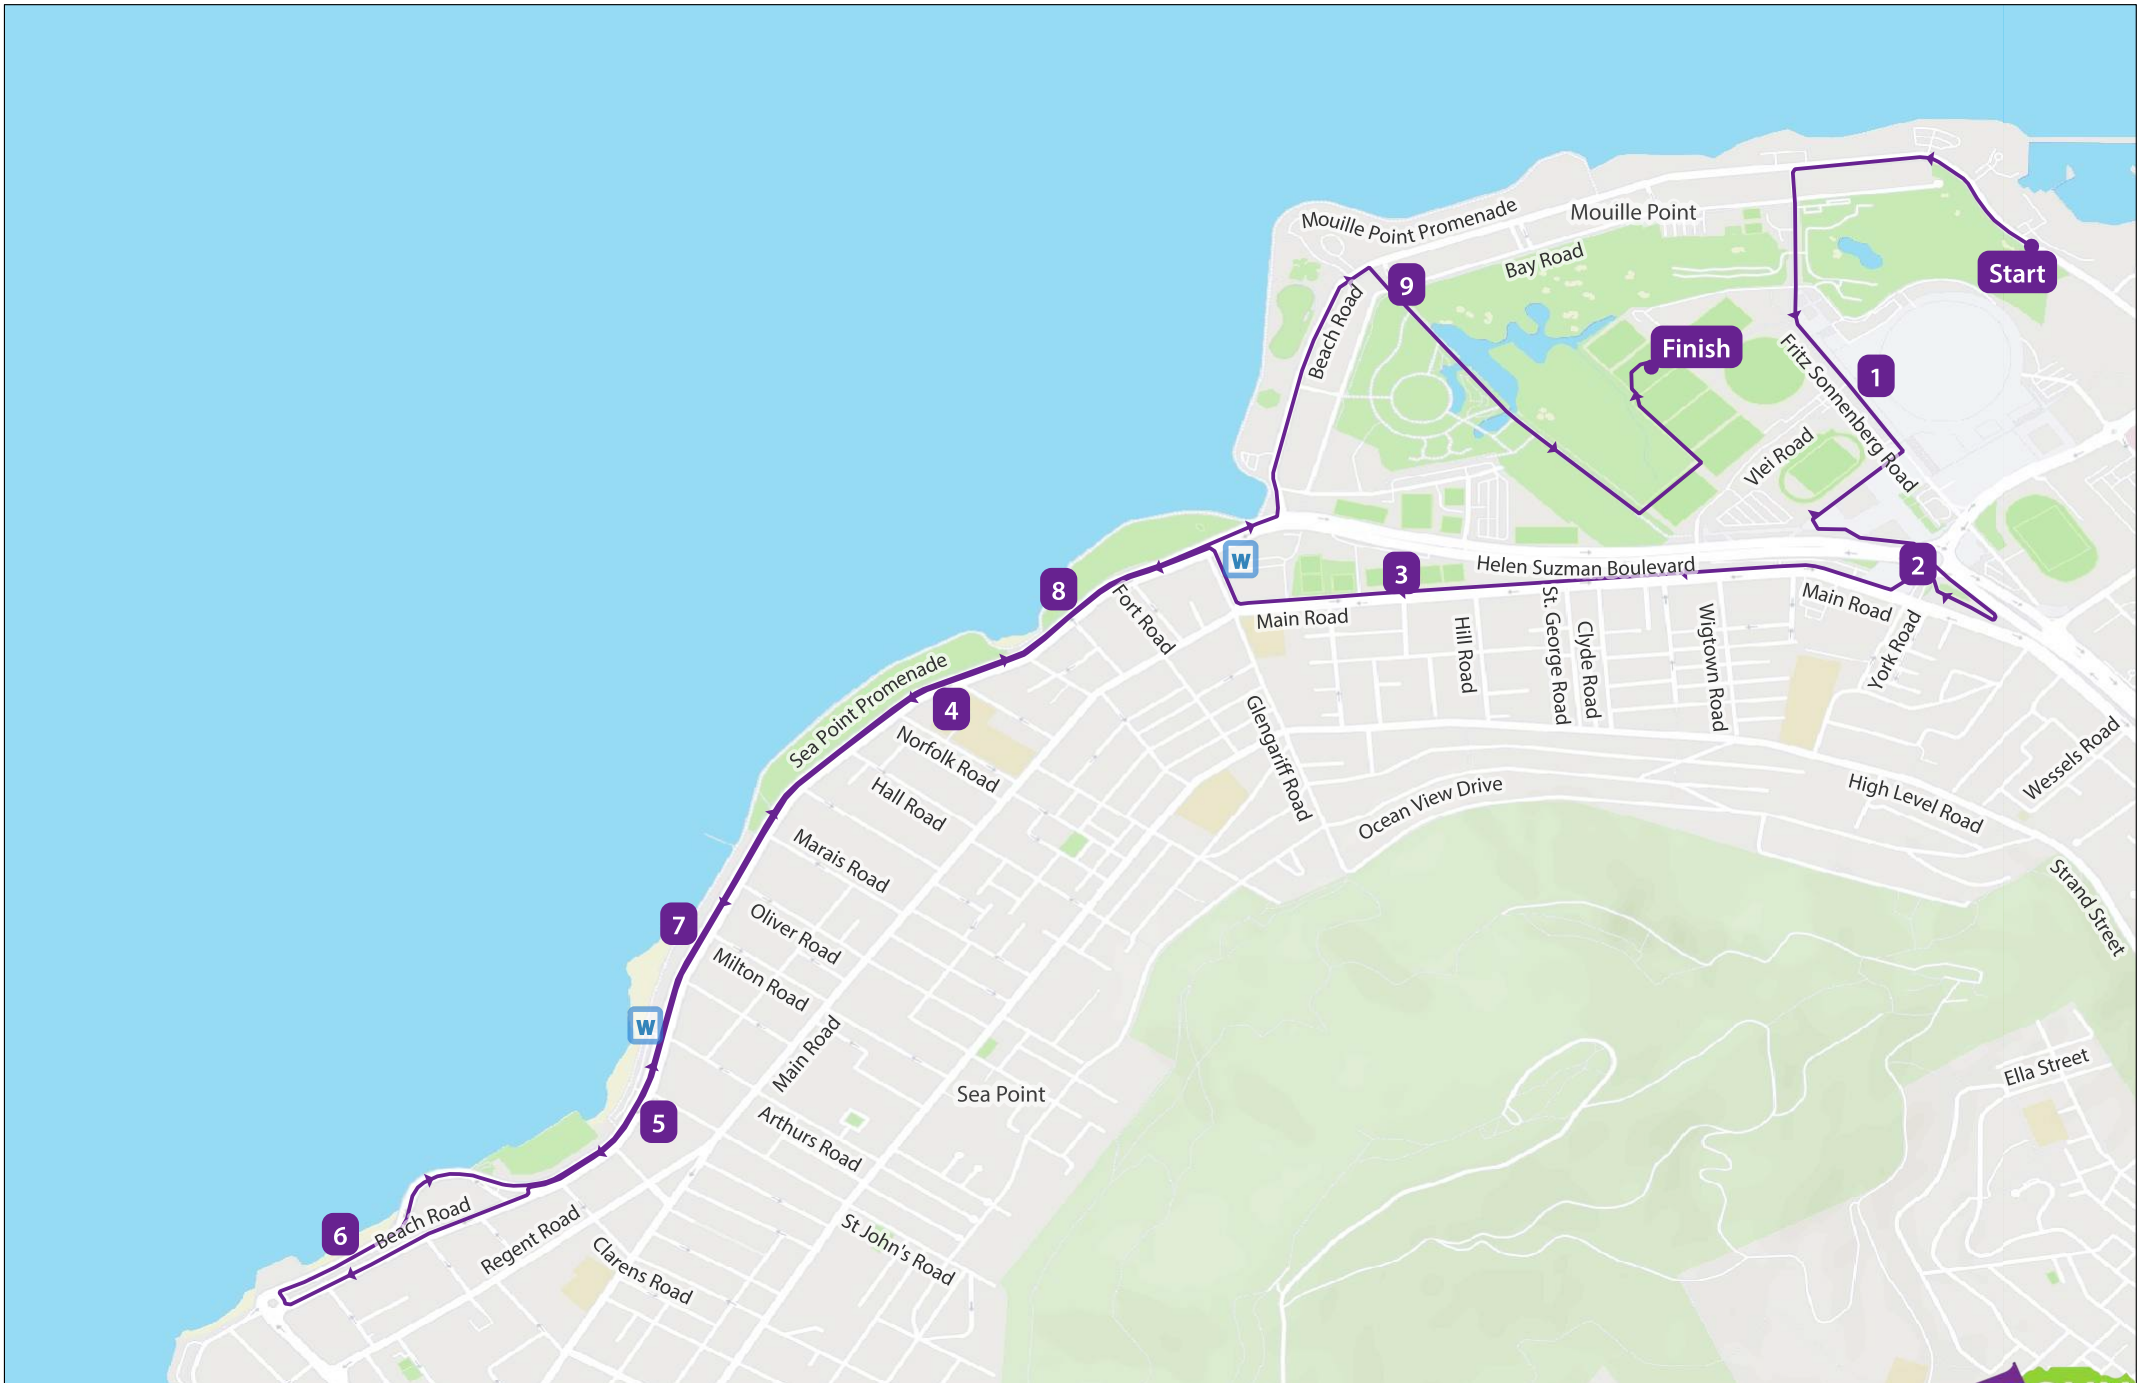 Mouille Point Promenade
Mouille Point
Bay Road
Start
9
Beach Road
Finish
Fritz Sonnenberg Road
1
Vlei Road
W
Helen Suzman Boulevard
2
3
Main Road
Main Road
8
Fort Road
Hill Road
St. George Road
Clyde Road
Wigtown Road
York Road
Sea Point Promenade
4
Norfolk Road
Glengariff Road
Hall Road
Ocean View Drive
High Level Road
Wessels Road
Marais Road
Strand Street
7
Oliver Road
Milton Road
W
Main Road
Sea Point
Ella Street
5
Arthurs Road
6
Beach Road
Regent Road
Clarens Road
St John's Road